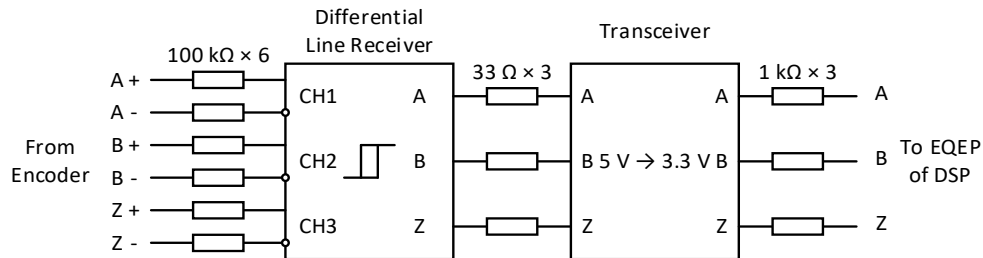 Differential
Line Receiver
Transceiver
100 kΩ × 6
33 Ω × 3
1 kΩ × 3
A +
A -
B +
B -
Z +
Z -
From
Encoder
CH1
CH2
CH3
A
B
Z
A
B
Z
5 V → 3.3 V
A
B
Z
A
B
Z
To EQEP
of DSP